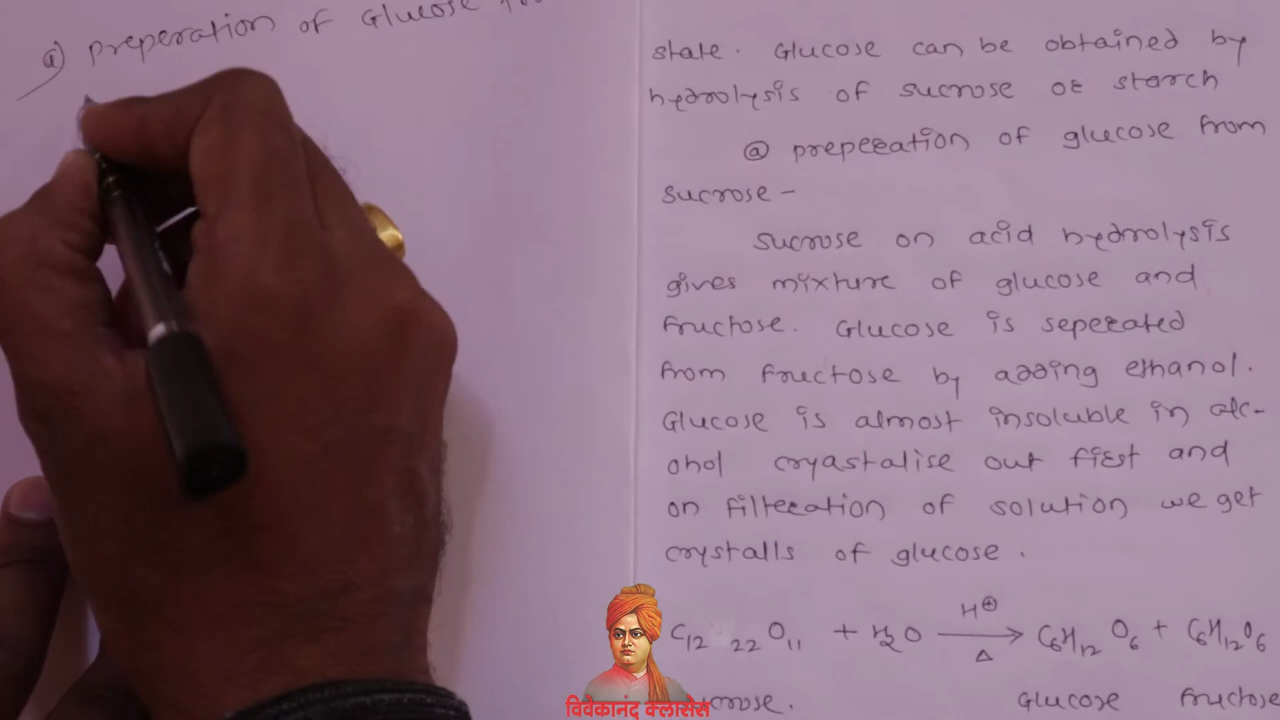 a) preperation of Glucose
state. Glucose can be obtained by
hydrolysis of sucrose or starch
@ preperation of glucose from
sucrose -
Sucrose on acid hydrolysis
gives mixture of glucose and
fructose. Glucose is seperated
from fructose by adding ethanol.
Glucose is almost insoluble in alc-
ohol cryastalise out first and
on filteration of solution we get
crystalls of glucose .
C12 22O11 + H2O H⊕ → Δ C6H12O6 + C6H12O6
ucrose. Glucose fructose
विवेकानंद क्लासेस